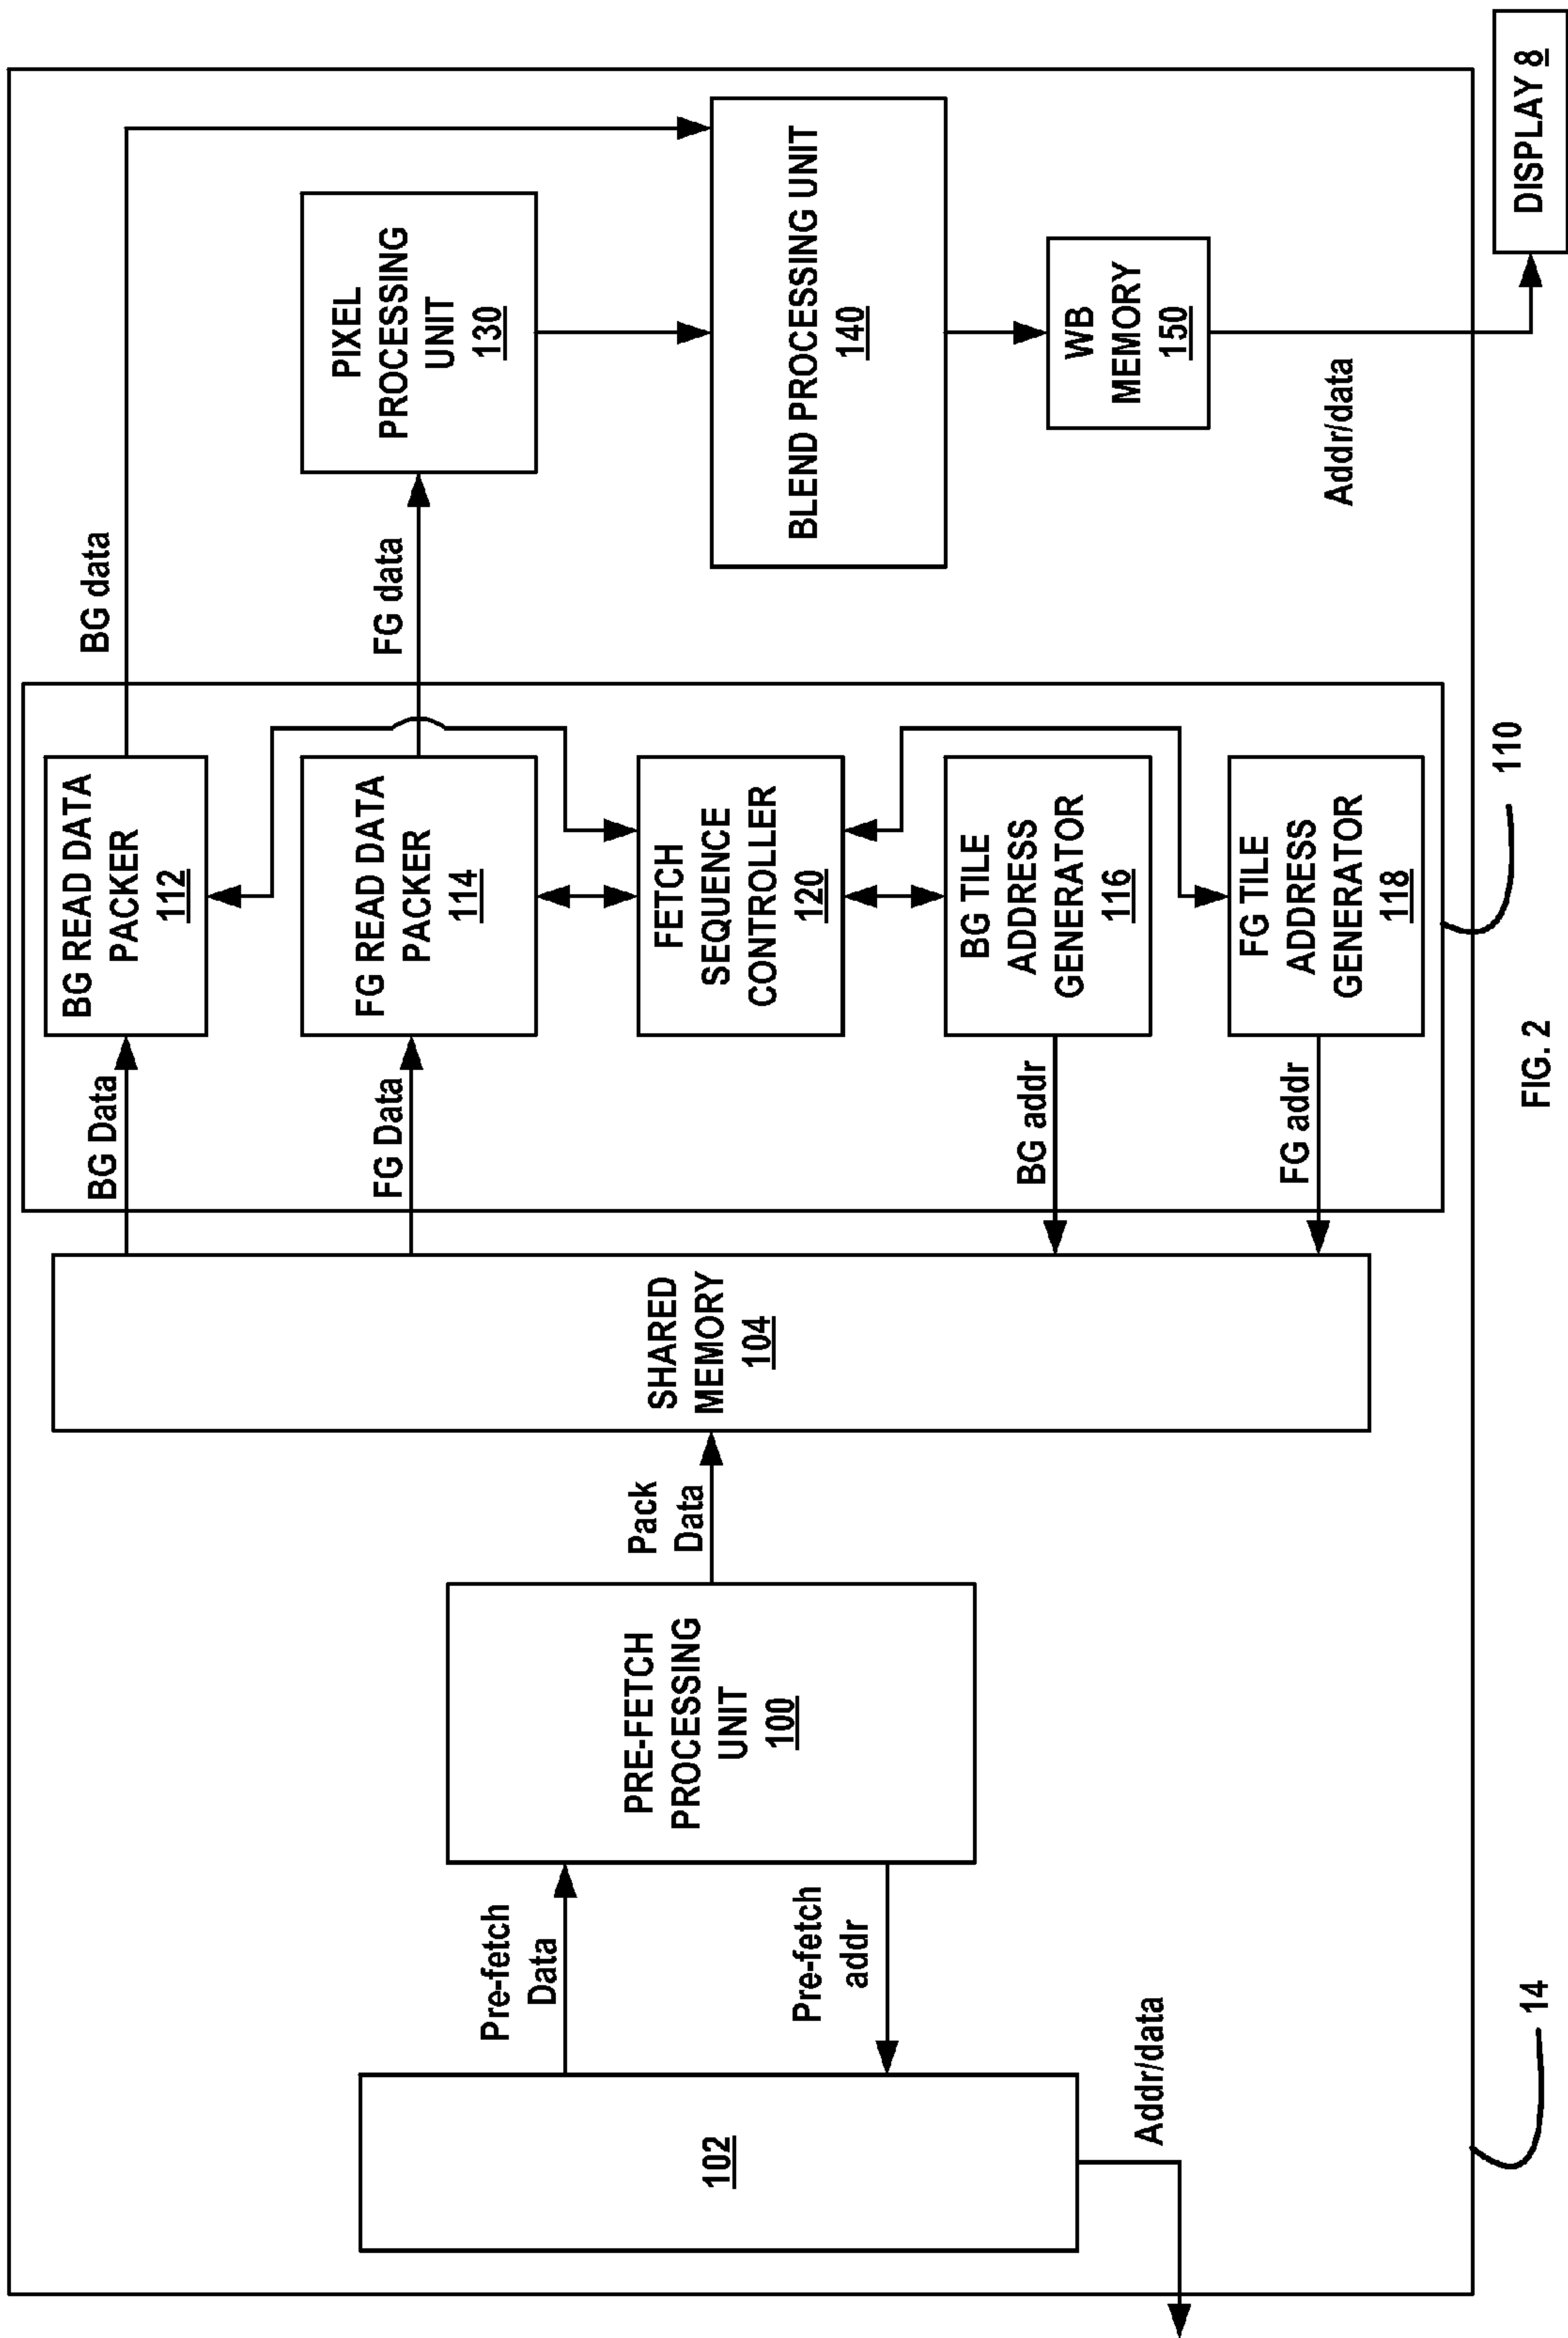 102
Addr/data
Pre-fetch
Data
Pre-fetch
addr
PRE-FETCH
PROCESSING
UNIT
100
Pack
Data
SHARED
MEMORY
104
BG Data
FG Data
BG addr
FG addr
BG READ DATA
PACKER
112
FG READ DATA
PACKER
114
FETCH
SEQUENCE
CONTROLLER
120
BG TILE
ADDRESS
GENERATOR
116
FG TILE
ADDRESS
GENERATOR
118
BG data
FG data
PIXEL
PROCESSING
UNIT
130
BLEND PROCESSING UNIT
140
WB
MEMORY
150
Addr/data
DISPLAY 8
14
110
FIG. 2